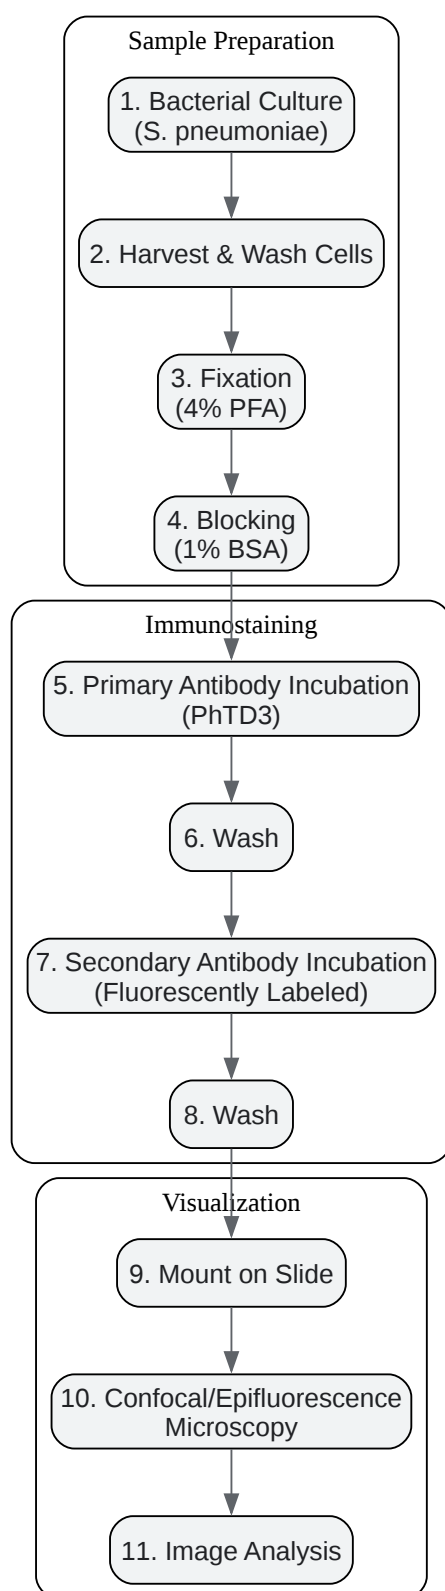 Sample Preparation
1. Bacterial Culture
(S. pneumoniae)
2. Harvest & Wash Cells
3. Fixation
(4% PFA)
4. Blocking
(1% BSA)
Immunostaining
5. Primary Antibody Incubation
(PhTD3)
6. Wash
7. Secondary Antibody Incubation
(Fluorescently Labeled)
8. Wash
Visualization
9. Mount on Slide
10. Confocal/Epifluorescence
Microscopy
11. Image Analysis